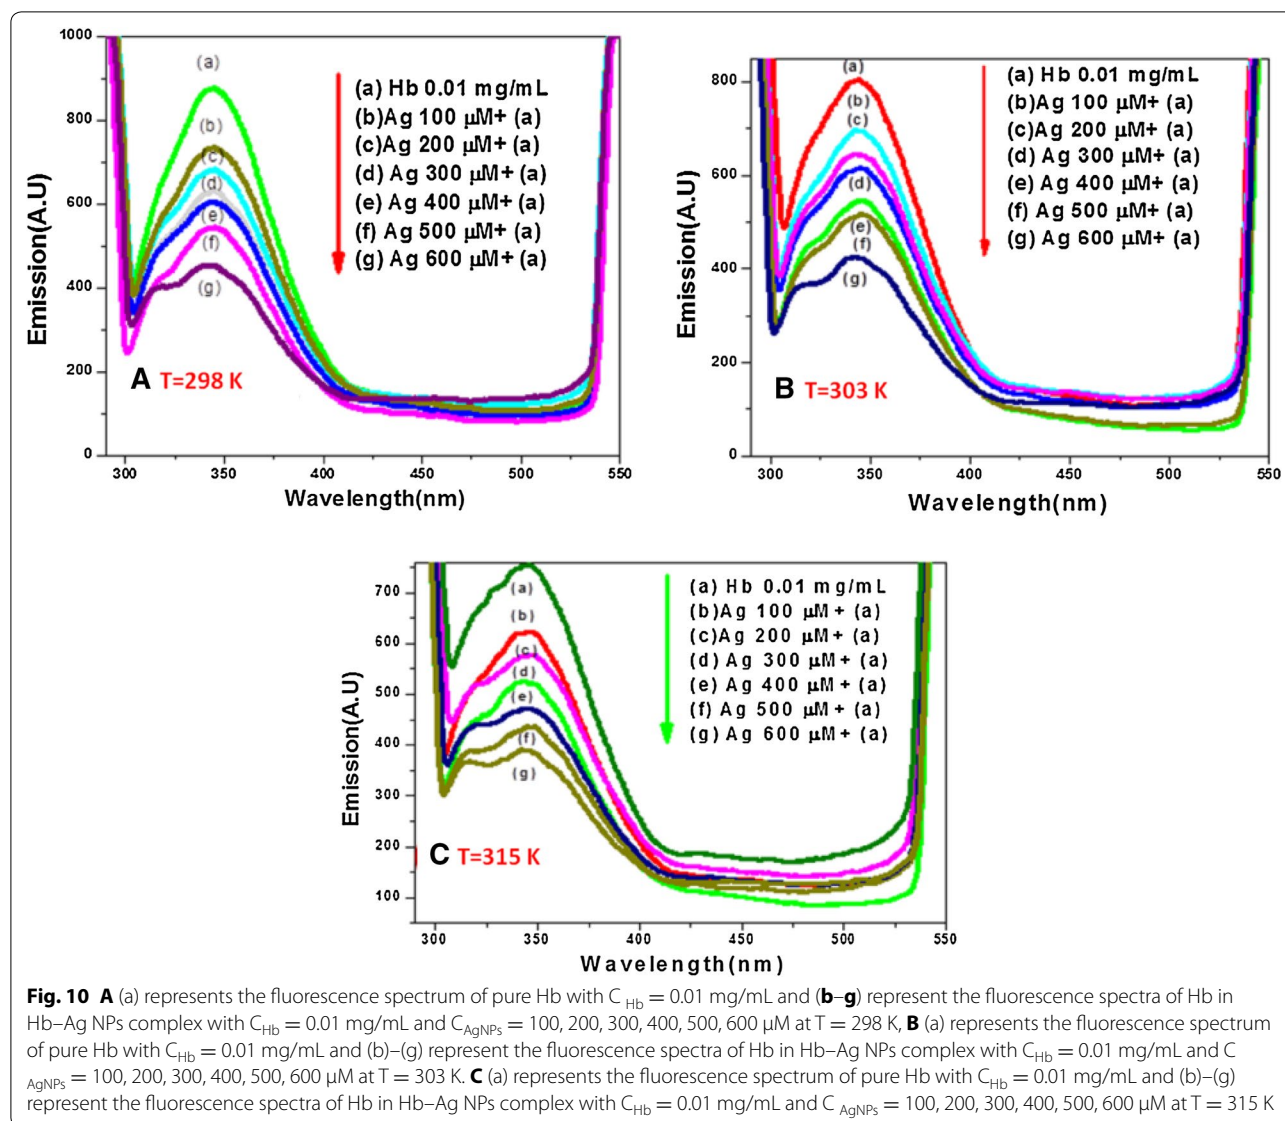 1000
800
600
400
200
0
Emission(A.U)
(a)
(b)
(c)
(d)
(e)
(f)
(g)
(a) Hb 0.01 mg/mL
(b)Ag 100 µM+ (a)
(c)Ag 200 µM+ (a)
(d) Ag 300 µM+ (a)
(e) Ag 400 µM+ (a)
(f) Ag 500 µM+ (a)
(g) Ag 600 µM+ (a)
A T=298 K
300 350 400 450 500 550
Wavelength(nm)
800
600
400
200
0
Emission(A.U)
(a)
(b)
(c)
(d)
(e)
(f)
(g)
(a) Hb 0.01 mg/mL
(b)Ag 100 µM+ (a)
(c)Ag 200 µM+ (a)
(d) Ag 300 µM+ (a)
(e) Ag 400 µM+ (a)
(f) Ag 500 µM+ (a)
(g) Ag 600 µM+ (a)
B T=303 K
300 350 400 450 500 550
Wavelength(nm)
700
600
500
400
300
200
100
Emission(A.U)
(a)
(b)
(c)
(d)
(e)
(f)
(g)
(a) Hb 0.01 mg/mL
(b)Ag 100 µM+ (a)
(c)Ag 200 µM+ (a)
(d) Ag 300 µM+ (a)
(e) Ag 400 µM+ (a)
(f) Ag 500 µM+ (a)
(g) Ag 600 µM+ (a)
C T=315 K
300 350 400 450 500 550
Wavelength(nm)
Fig. 10 A (a) represents the fluorescence spectrum of pure Hb with C Hb = 0.01 mg/mL and (b–g) represent the fluorescence spectra of Hb in
Hb–Ag NPs complex with CHb = 0.01 mg/mL and CAgNPs = 100, 200, 300, 400, 500, 600 µM at T = 298 K, B (a) represents the fluorescence spectrum
of pure Hb with CHb = 0.01 mg/mL and (b)–(g) represent the fluorescence spectra of Hb in Hb–Ag NPs complex with CHb = 0.01 mg/mL and C
AgNPs = 100, 200, 300, 400, 500, 600 µM at T = 303 K. C (a) represents the fluorescence spectrum of pure Hb with CHb = 0.01 mg/mL and (b)–(g)
represent the fluorescence spectra of Hb in Hb–Ag NPs complex with CHb = 0.01 mg/mL and C AgNPs = 100, 200, 300, 400, 500, 600 µM at T = 315 K